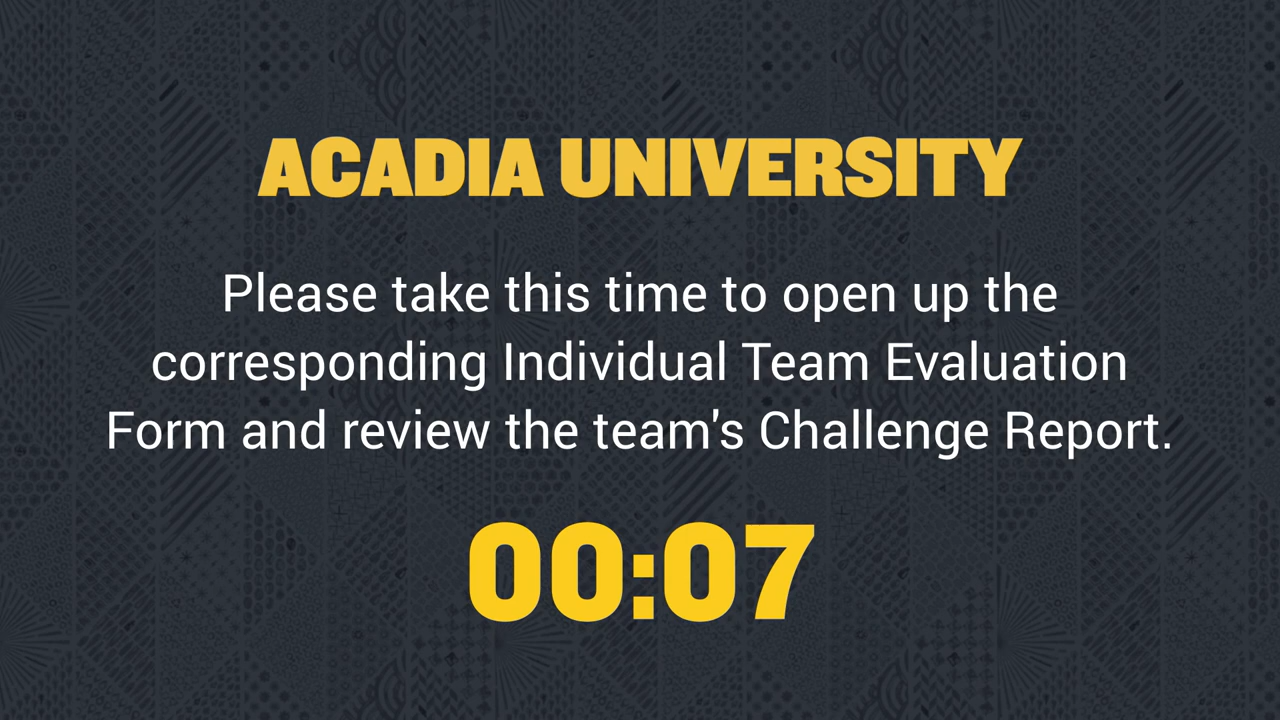 ACADIA UNIVERSITY
Please take this time to open up the
corresponding Individual Team Evaluation
Form and review the team's Challenge Report.
00:07